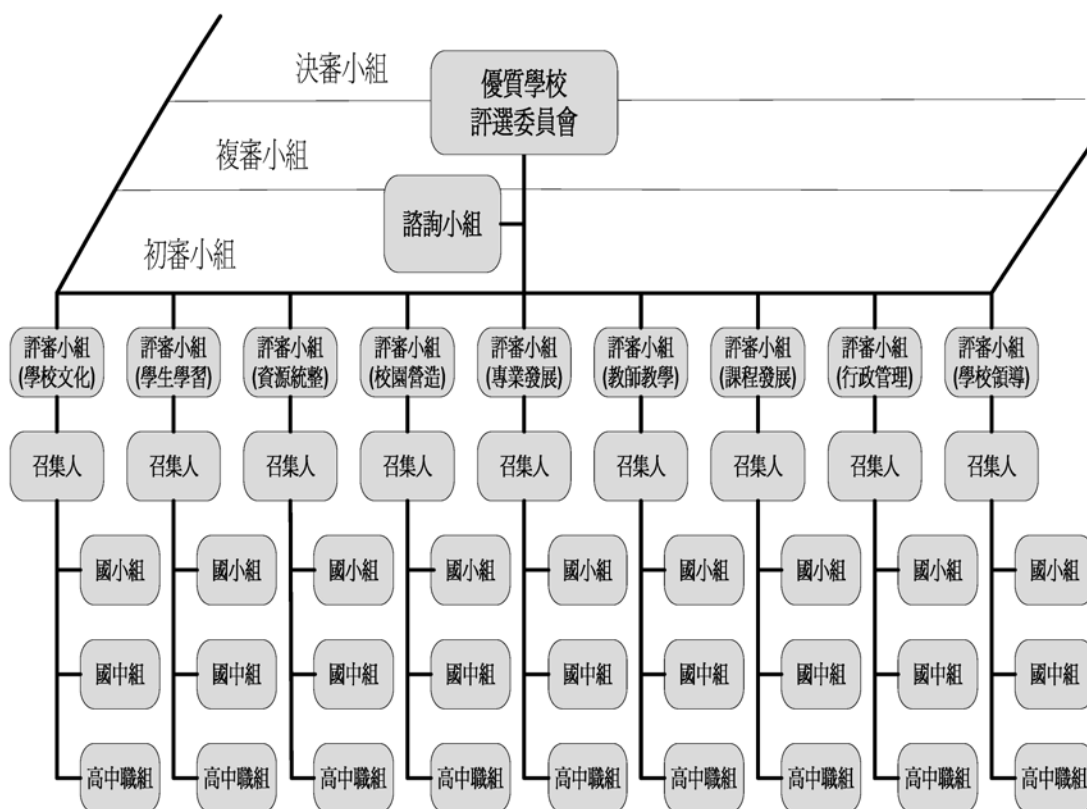 決審小組
優質學校
評選委員會
複審小組
諮詢小組
初審小組
評審小組
(學校文化)
評審小組
(學生學習)
評審小組
(資源統整)
評審小組
(校園營造)
評審小組
(專業發展)
評審小組
(教師教學)
評審小組
(課程發展)
評審小組
(行政管理)
評審小組
(學校領導)
召集人
召集人
召集人
召集人
召集人
召集人
召集人
召集人
召集人
國小組
國小組
國小組
國小組
國小組
國小組
國小組
國小組
國小組
國中組
國中組
國中組
國中組
國中組
國中組
國中組
國中組
國中組
高中職組
高中職組
高中職組
高中職組
高中職組
高中職組
高中職組
高中職組
高中職組